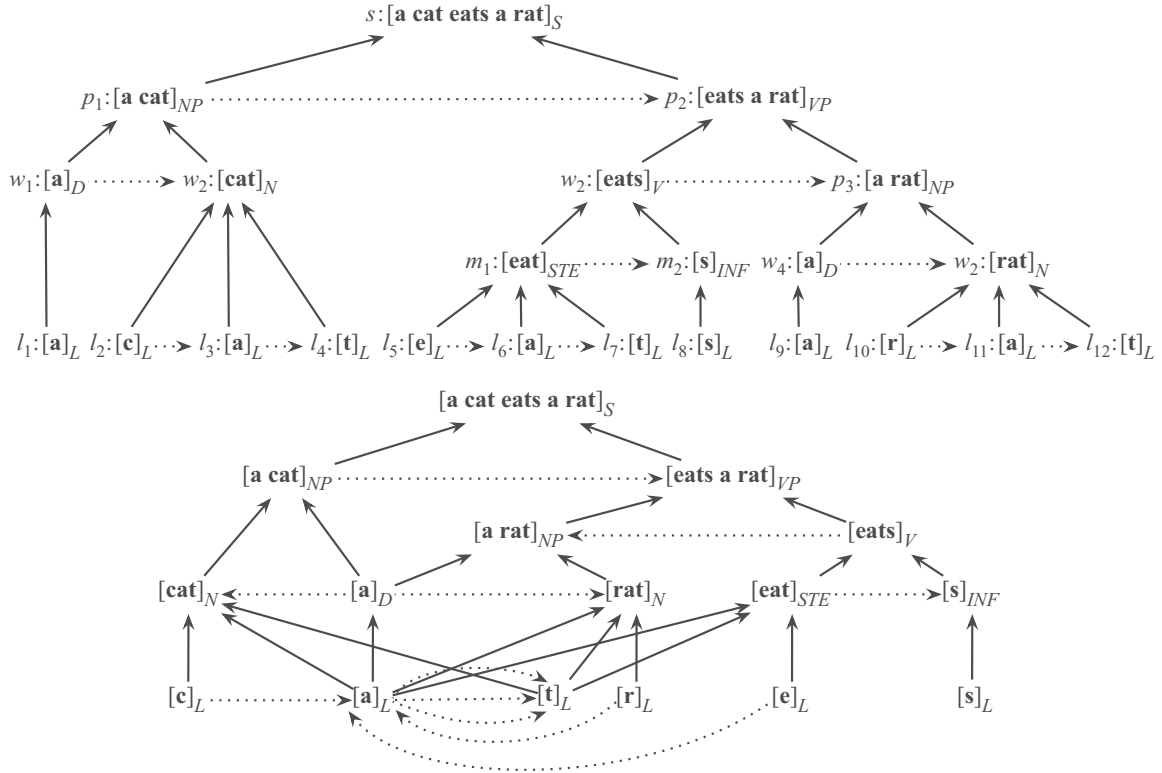 s:[a cat eats a rat]S
p1:[a cat]NP p2:[eats a rat]VP
w1:[a]D w2:[cat]N w2:[eats]V p3:[a rat]NP
m1:[eat]STE m2:[s]INF w4:[a]D w2:[rat]N
l1:[a]L l2:[c]L l3:[a]L l4:[t]L l5:[e]L l6:[a]L l7:[t]L l8:[s]L l9:[a]L l10:[r]L l11:[a]L l12:[t]L
[a cat eats a rat]S
[a cat]NP [eats a rat]VP
[a rat]NP [eats]V
[cat]N [a]D [rat]N [eat]STE [s]INF
[c]L [a]L [t]L [r]L [e]L [s]L